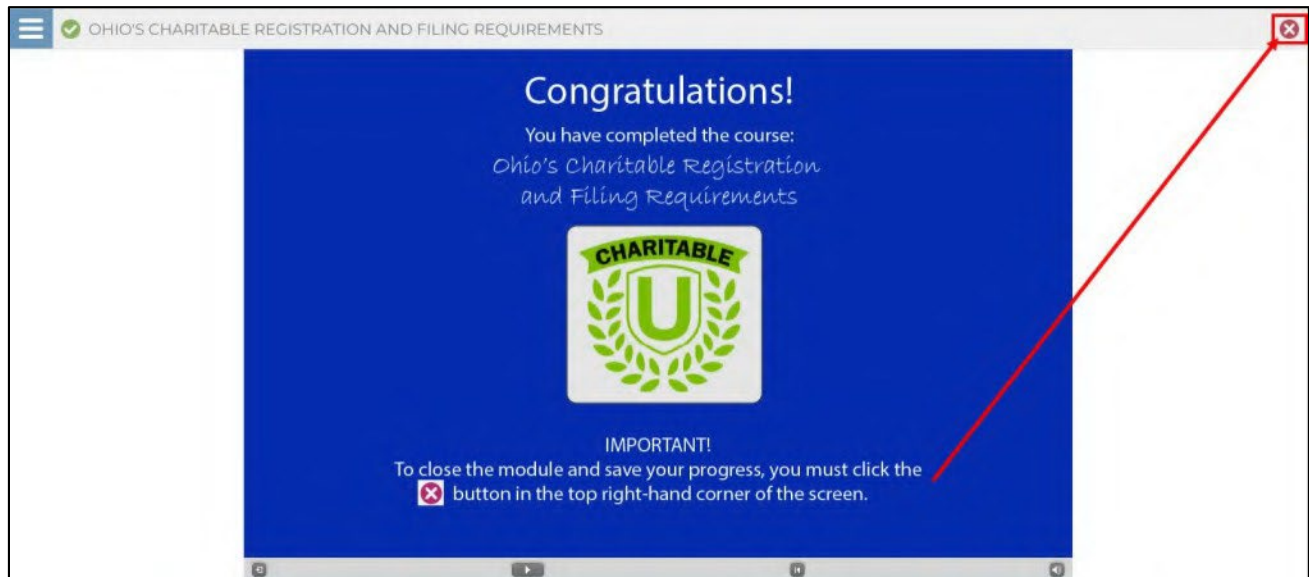 OHIO'S CHARITABLE REGISTRATION AND FILING REQUIREMENTS
Congratulations!
You have completed the course:
Ohio's Charitable Registration
and Filing Requirements
CHARITABLE
U
IMPORTANT!
To close the module and save your progress, you must click the
button in the top right-hand corner of the screen.